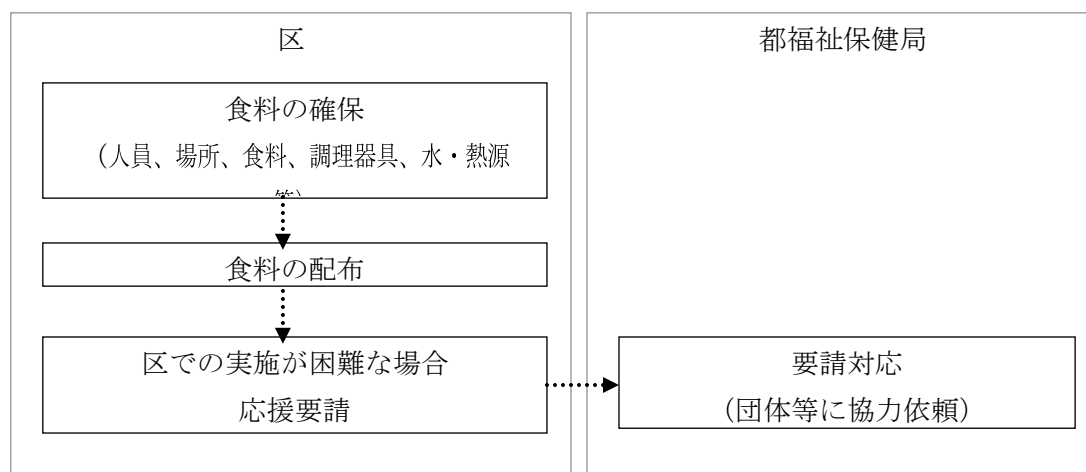 区
食料の確保
（人員、場所、食料、調理器具、水・熱源
食料の配布
区での実施が困難な場合
応援要請
都福祉保健局
要請対応
（団体等に協力依頼）